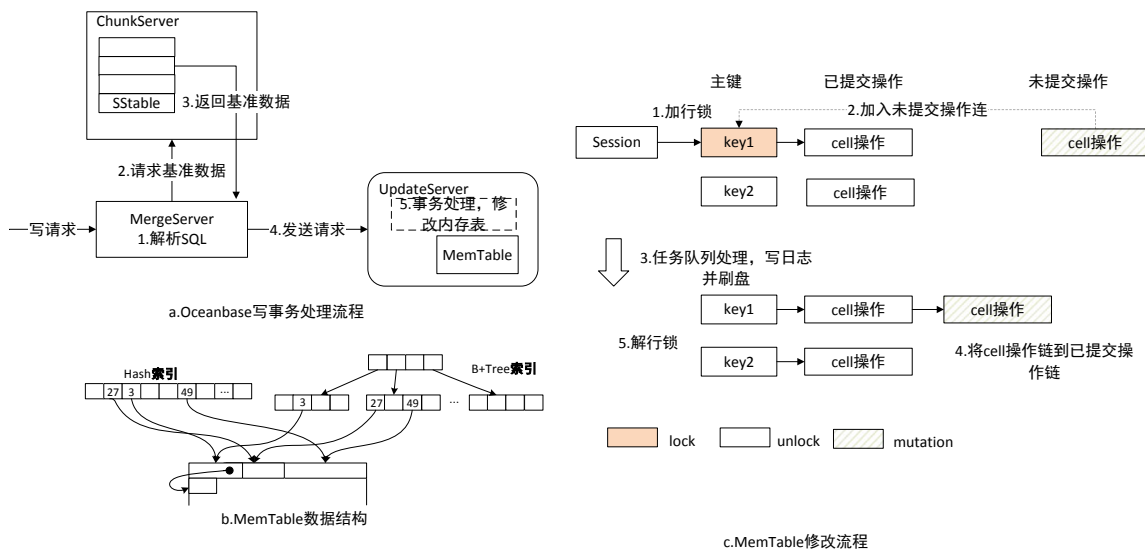 ChunkServer
SStable
3.返回基准数据
2.请求基准数据
写请求
MergeServer
1.解析SQL
4.发送请求
UpdateServer
5.事务处理，修
改内存表
MemTable
a.Oceanbase写事务处理流程
Hash索引
27 3 49 ...
B+Tree索引
3 27 49 ...
b.MemTable数据结构
主键 已提交操作 未提交操作
1.加行锁 2.加入未提交操作连
Session key1 cell操作 cell操作
key2 cell操作
3.任务队列处理，写日志
并刷盘
key1 cell操作 cell操作
5.解行锁
key2 cell操作
4.将cell操作链到已提交操
作链
lock unlock mutation
c.MemTable修改流程